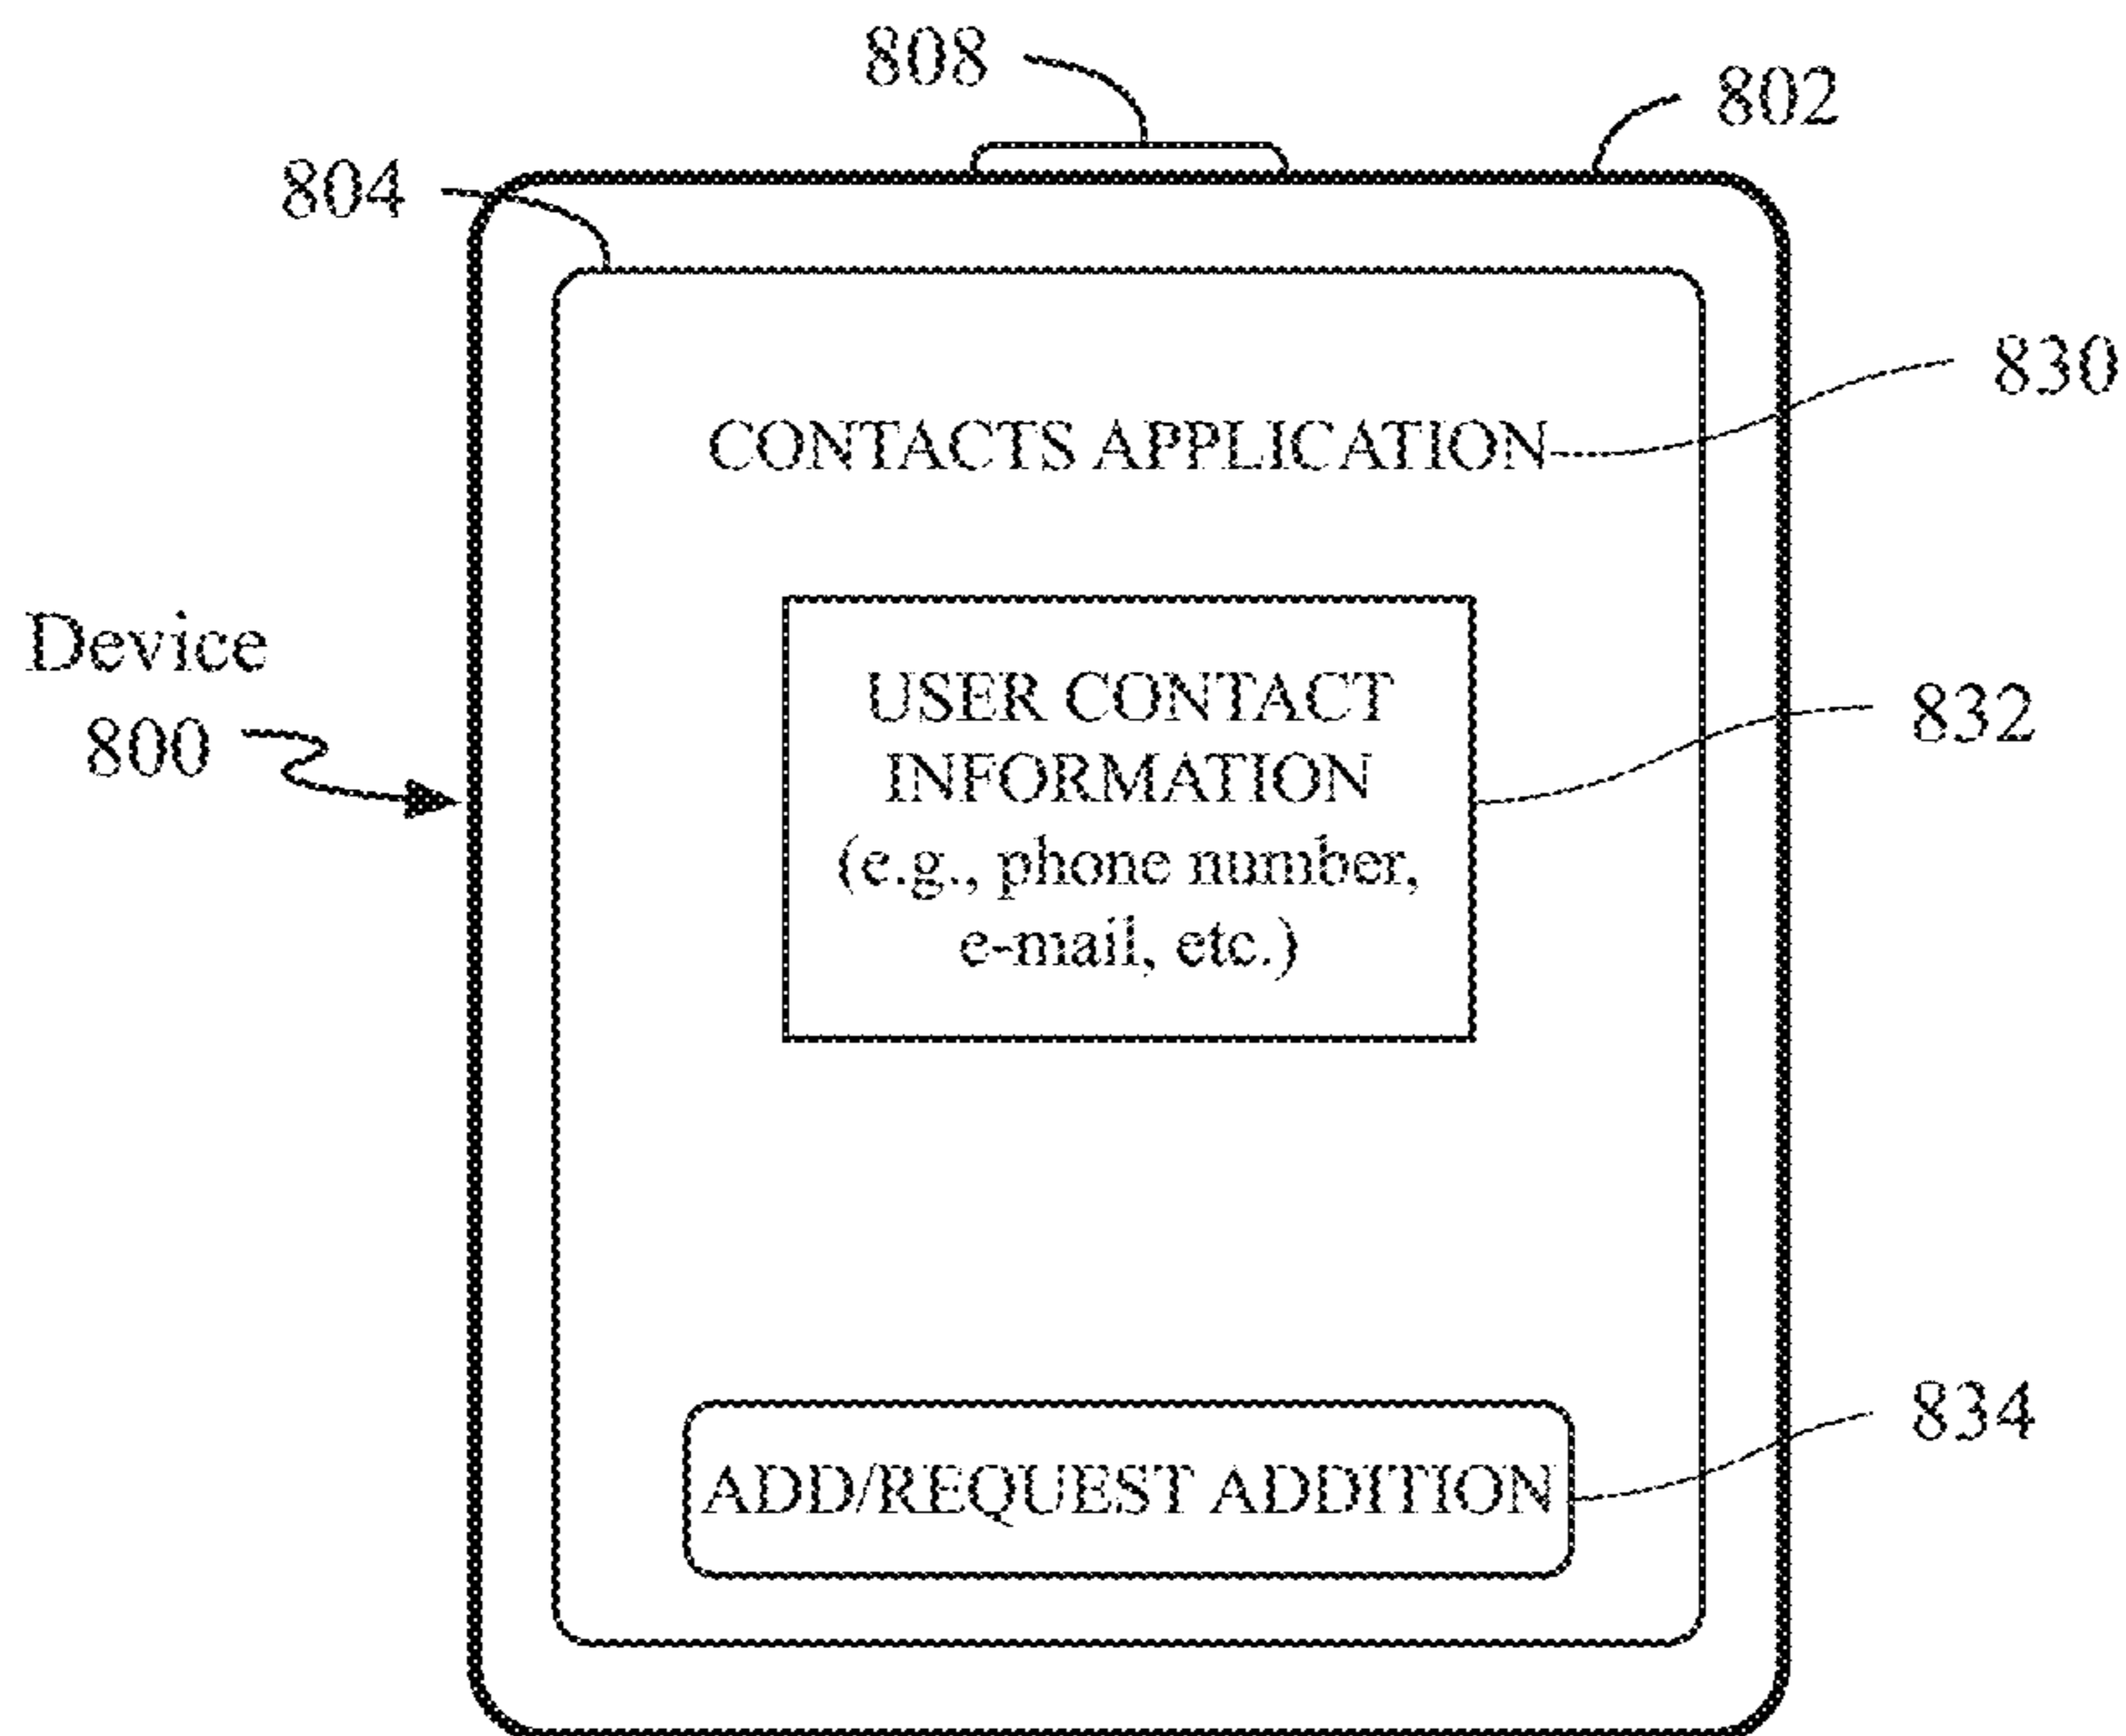 808
802
804
830
CONTACTS APPLICATION
Device
800
USER CONTACT
INFORMATION
(e.g., phone number,
e-mail, etc.)
832
834
ADD/REQUEST ADDITION